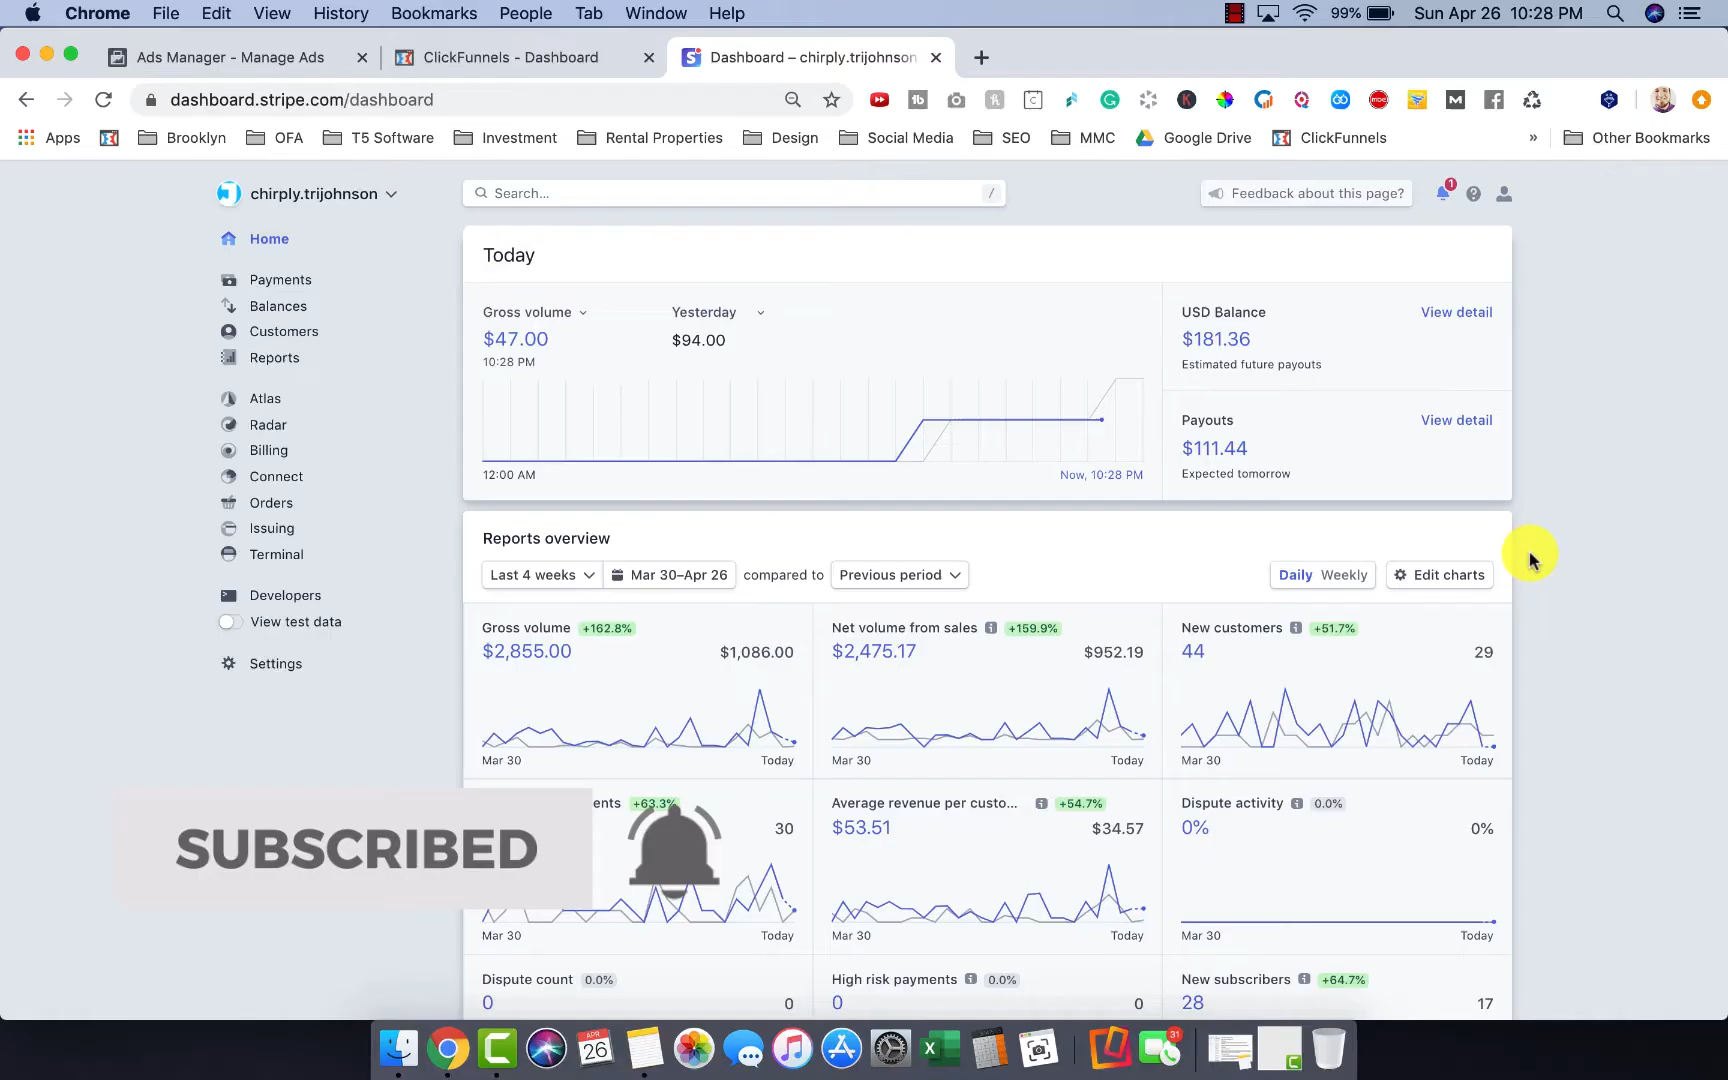 Chrome File Edit View History Bookmarks People Tab Window Help 99% Sun Apr 26 10:28 PM
Ads Manager - Manage Ads ClickFunnels - Dashboard Dashboard – chirply.trijohnson
dashboard.stripe.com/dashboard
Apps Brooklyn OFA T5 Software Investment Rental Properties Design Social Media SEO MMC Google Drive ClickFunnels » Other Bookmarks
chirply.trijohnson Search... / Feedback about this page? 1
Home
Payments
Balances
Customers
Reports
Atlas
Radar
Billing
Connect
Orders
Issuing
Terminal
Developers
View test data
Settings
Today
Gross volume Yesterday
$47.00 $94.00
10:28 PM
12:00 AM Now, 10:28 PM
USD Balance View detail
$181.36
Estimated future payouts
Payouts View detail
$111.44
Expected tomorrow
Reports overview
Last 4 weeks Mar 30–Apr 26 compared to Previous period Daily Weekly Edit charts
Gross volume +162.8%
$2,855.00 $1,086.00
Mar 30 Today
Net volume from sales +159.9%
$2,475.17 $952.19
Mar 30 Today
New customers +51.7%
44 29
Mar 30 Today
ents +63.3%
30
Mar 30 Today
Average revenue per custo... +54.7%
$53.51 $34.57
Mar 30 Today
Dispute activity 0.0%
0% 0%
Mar 30 Today
Dispute count 0.0%
0 0
High risk payments 0.0%
0 0
New subscribers +64.7%
28 17
SUBSCRIBED
APR
26
31